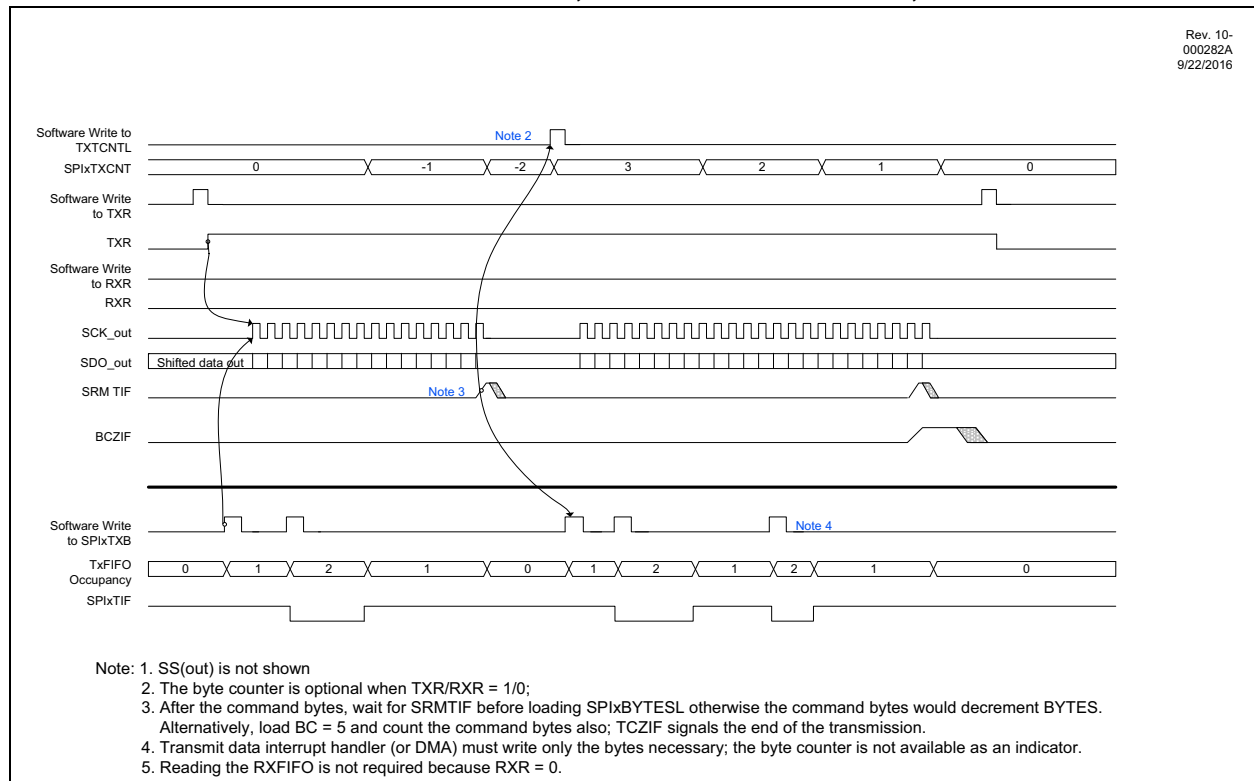 Rev. 10-
000282A
9/22/2016
Software Write to
TXTCNTL
Note 2
SPIxTXCNT
0 -1 -2 3 2 1 0
Software Write
to TXR
TXR
Software Write
to RXR
RXR
SCK_out
SDO_out
Shifted data out
SRM TIF
Note 3
BCZIF
Software Write
to SPIxTXB
Note 4
TxFIFO
Occupancy
0 1 2 1 0 1 2 1 2 1 0
SPIxTIF
Note: 1. SS(out) is not shown
2. The byte counter is optional when TXR/RXR = 1/0;
3. After the command bytes, wait for SRMTIF before loading SPIxBYTESL otherwise the command bytes would decrement BYTES.
Alternatively, load BC = 5 and count the command bytes also; TCZIF signals the end of the transmission.
4. Transmit data interrupt handler (or DMA) must write only the bytes necessary; the byte counter is not available as an indicator.
5. Reading the RXFIFO is not required because RXR = 0.